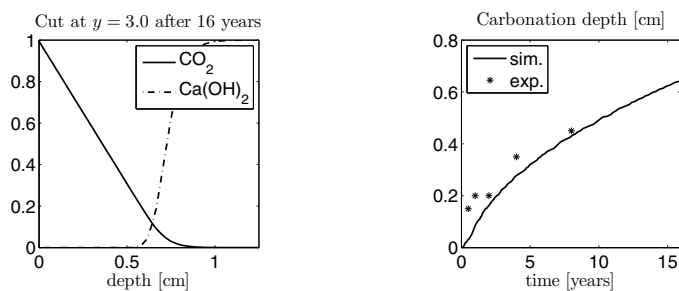 Cut at y = 3.0 after 16 years
1
0.8
0.6
0.4
0.2
0
CO2
Ca(OH)2
0
0.5
1
depth [cm]
Carbonation depth [cm]
0.8
0.6
0.4
0.2
0
sim.
exp.
0
5
10
15
time [years]